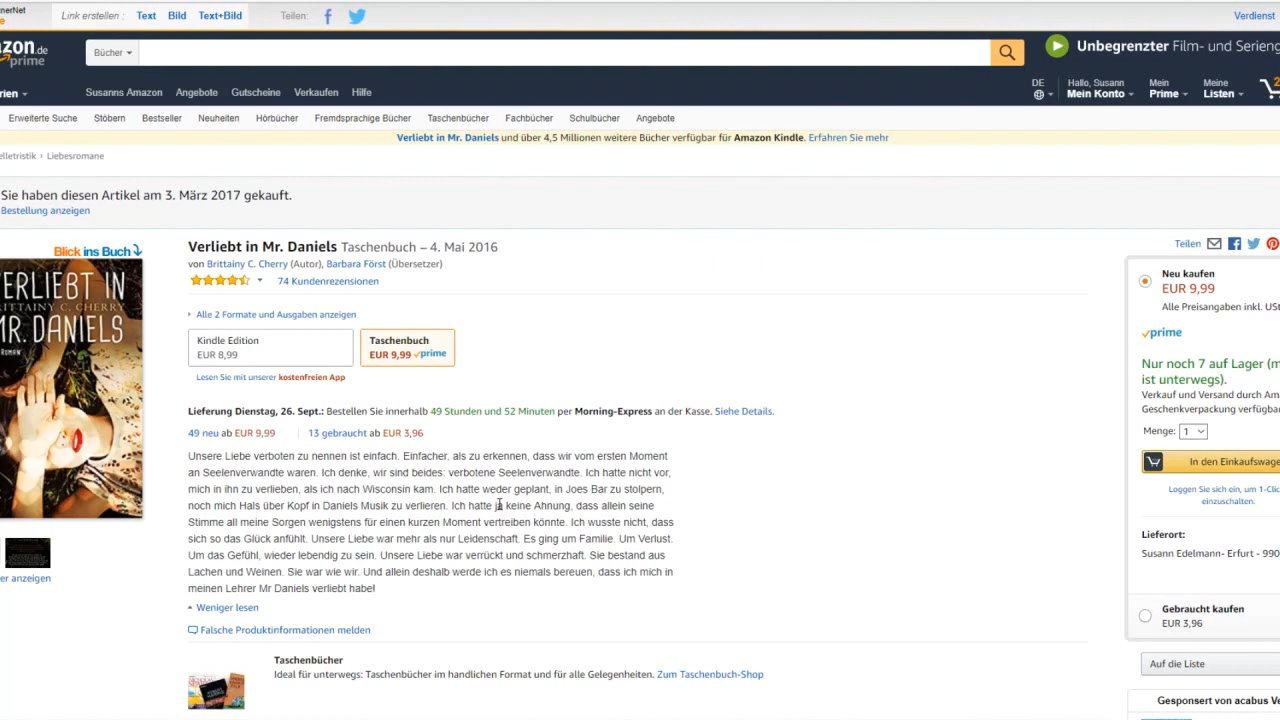 tnerNet
Link erstellen : Text Bild Text+Bild Teilen: Verdienst
azon.de
prime
Bücher
Unbegrenzter Film- und Serieng
rien
Susanns Amazon Angebote Gutscheine Verkaufen Hilfe
DE
Hallo, Susann
Mein Konto
Mein
Prime
Meine
Listen
2
Erweiterte Suche Stöbern Bestseller Neuheiten Hörbücher Fremdsprachige Bücher Taschenbücher Fachbücher Schulbücher Angebote
Verliebt in Mr. Daniels und über 4,5 Millionen weitere Bücher verfügbar für Amazon Kindle. Erfahren Sie mehr
elletristik › Liebesromane
Sie haben diesen Artikel am 3. März 2017 gekauft.
Bestellung anzeigen
Blick ins Buch
VERLIEBT IN
BRITTAINY C. CHERRY
MR. DANIELS
ROMAN
er anzeigen
Verliebt in Mr. Daniels Taschenbuch – 4. Mai 2016
von Brittainy C. Cherry (Autor), Barbara Först (Übersetzer)
74 Kundenrezensionen
Alle 2 Formate und Ausgaben anzeigen
Kindle Edition
EUR 8,99
Taschenbuch
EUR 9,99 prime
Lesen Sie mit unserer kostenfreien App
Lieferung Dienstag, 26. Sept.: Bestellen Sie innerhalb 49 Stunden und 52 Minuten per Morning-Express an der Kasse. Siehe Details.
49 neu ab EUR 9,99 13 gebraucht ab EUR 3,96
Unsere Liebe verboten zu nennen ist einfach. Einfacher, als zu erkennen, dass wir vom ersten Moment
an Seelenverwandte waren. Ich denke, wir sind beides: verbotene Seelenverwandte. Ich hatte nicht vor,
mich in ihn zu verlieben, als ich nach Wisconsin kam. Ich hatte weder geplant, in Joes Bar zu stolpern,
noch mich Hals über Kopf in Daniels Musik zu verlieren. Ich hatte ja keine Ahnung, dass allein seine
Stimme all meine Sorgen wenigstens für einen kurzen Moment vertreiben könnte. Ich wusste nicht, dass
sich so das Glück anfühlt. Unsere Liebe war mehr als nur Leidenschaft. Es ging um Familie. Um Verlust.
Um das Gefühl, wieder lebendig zu sein. Unsere Liebe war verrückt und schmerzhaft. Sie bestand aus
Lachen und Weinen. Sie war wie wir. Und allein deshalb werde ich es niemals bereuen, dass ich mich in
meinen Lehrer Mr Daniels verliebt habe!
Weniger lesen
Falsche Produktinformationen melden
Taschenbücher
Ideal für unterwegs: Taschenbücher im handlichen Format und für alle Gelegenheiten. Zum Taschenbuch-Shop
Teilen
Neu kaufen
EUR 9,99
Alle Preisangaben inkl. USt
prime
Nur noch 7 auf Lager (m
ist unterwegs).
Verkauf und Versand durch Am
Geschenkverpackung verfügba
Menge: 1
In den Einkaufswage
Loggen Sie sich ein, um 1-Clic
einzuschalten.
Lieferort:
Susann Edelmann- Erfurt - 990
Gebraucht kaufen
EUR 3,96
Auf die Liste
Gesponsert von acabus Ve